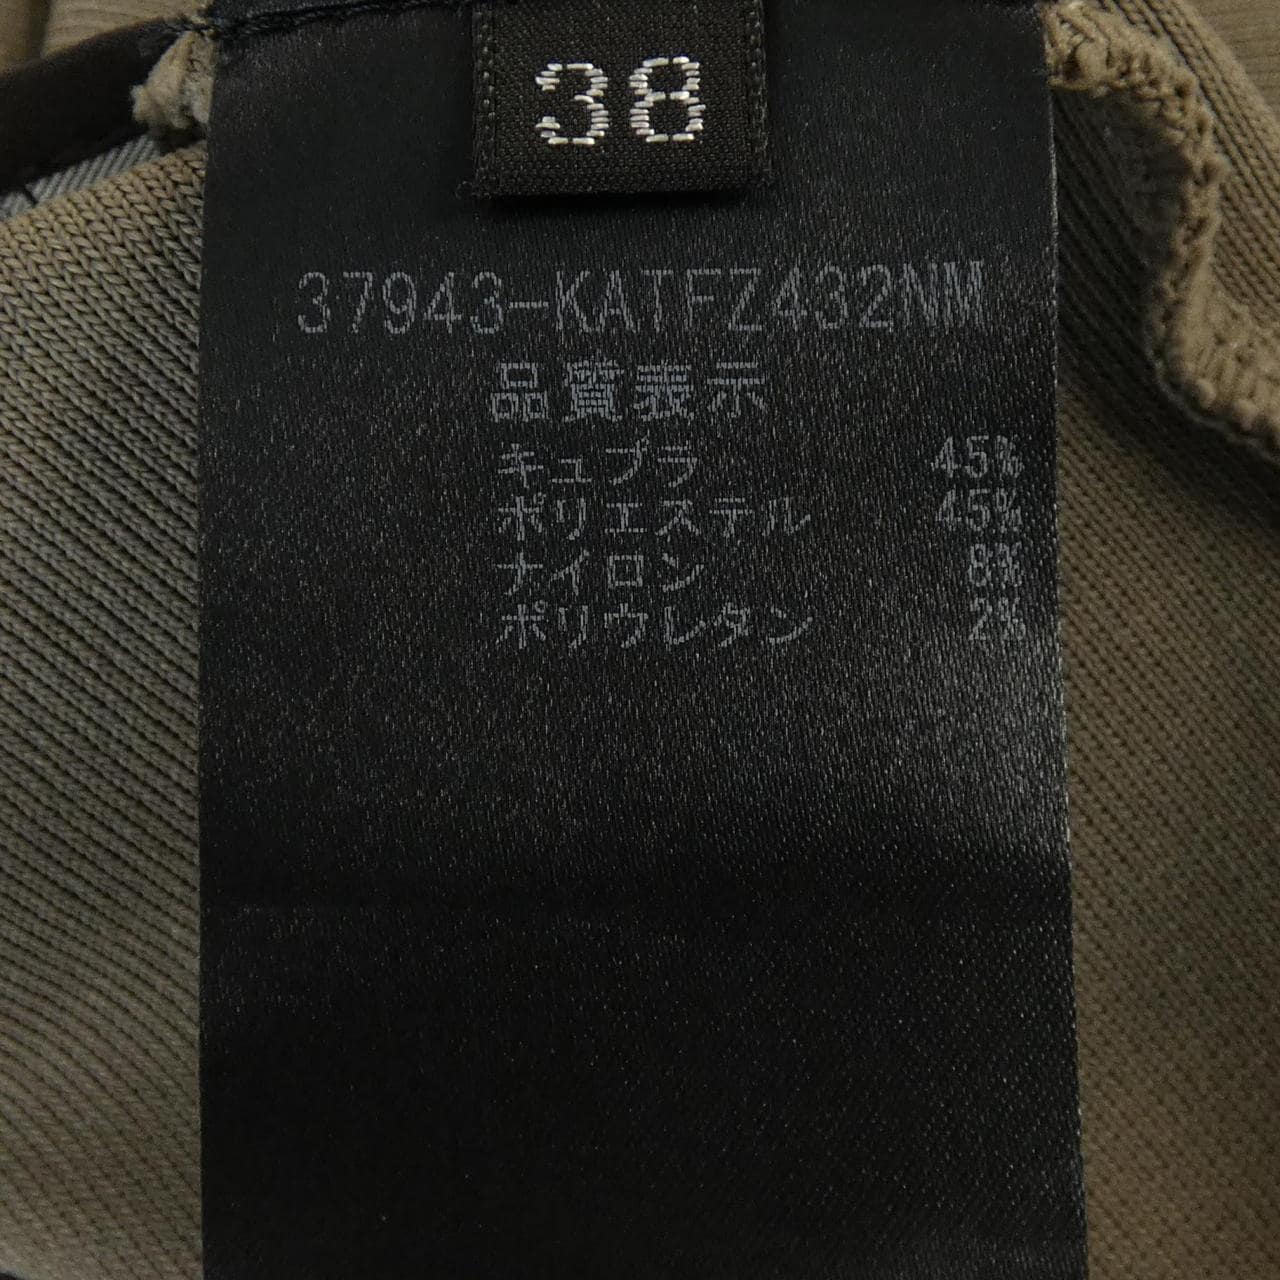 38
37943-KATFZ432NM
品質表示
キュプラ 45%
ポリエステル 45%
ナイロン 8%
ポリウレタン 2%